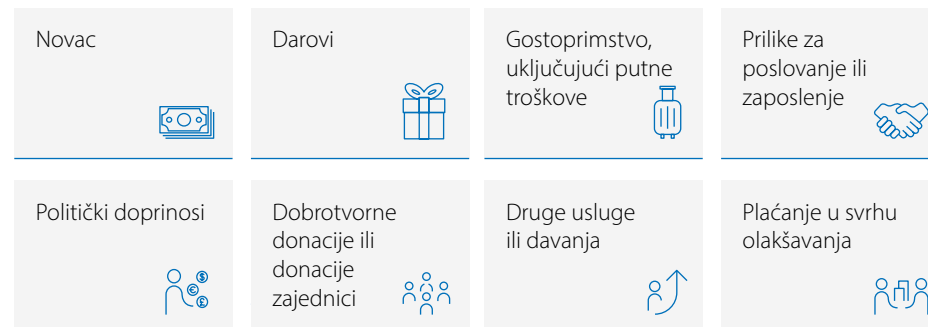 Novac
Darovi
Gostoprimstvo,
uključujući putne
troškove
Prilike za
poslovanje ili
zaposlenje
Politički doprinosi
Dobrotvorne
donacije ili
donacije
zajednici
Druge usluge
ili davanja
Plaćanje u svrhu
olakšavanja